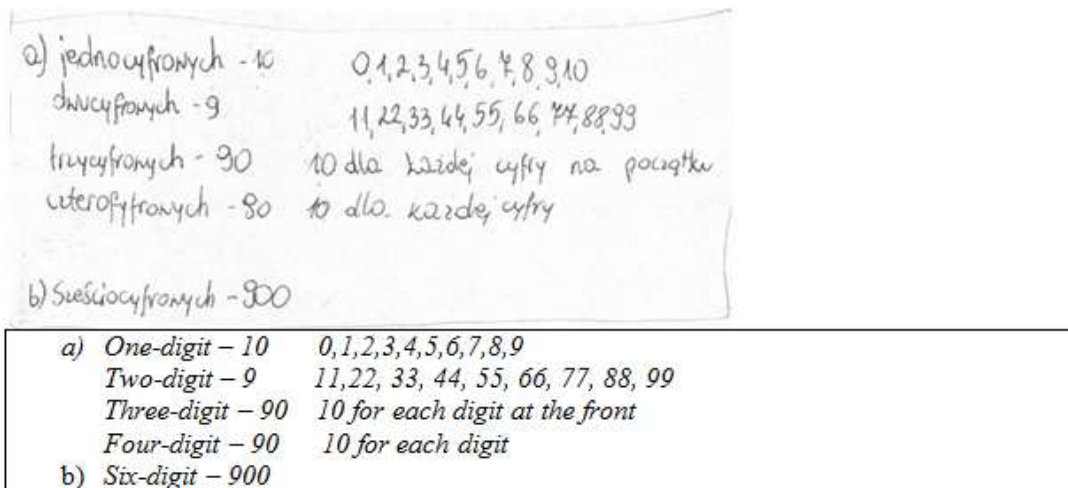 a) jednocyfrowych - 10 0,1,2,3,4,5,6,7,8,9,10
dwucyfrowych - 9 11,22,33,44,55,66,77,88,99
trzycyfrowych - 90 10 dla każdej cyfry na początku
czterocyfrowych - 90 10 dla każdej cyfry
b) Sześciocyfrowych - 900
a) One-digit – 10 0,1,2,3,4,5,6,7,8,9
Two-digit – 9 11,22, 33, 44, 55, 66, 77, 88, 99
Three-digit – 90 10 for each digit at the front
Four-digit – 90 10 for each digit
b) Six-digit – 900